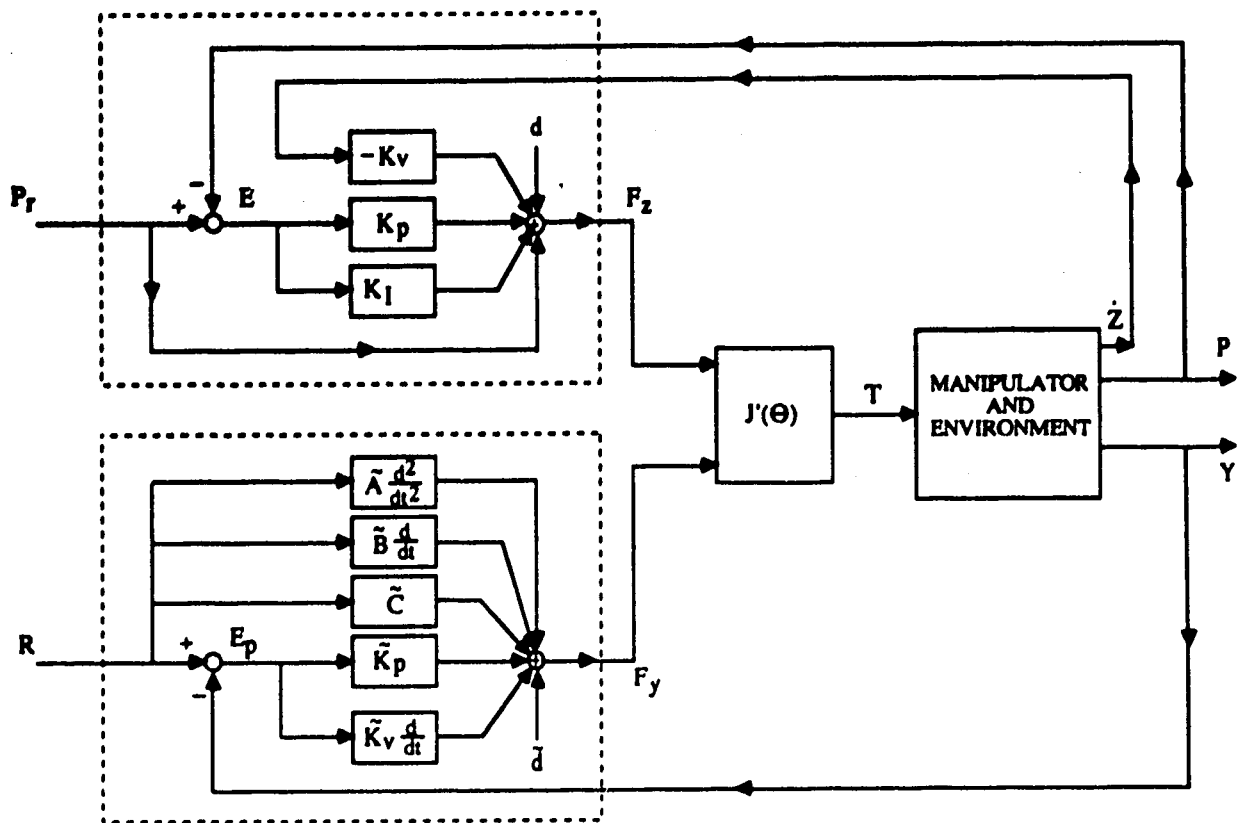 d
−Kv
Pr
+
−
E
Kp
KI
Fz
Ż
P
J'(Θ)
T
MANIPULATOR
AND
ENVIRONMENT
Y
Ã d²/dt²
B̃ d/dt
C̃
R
+
−
Ep
K̃p
Fy
K̃v d/dt
d̃